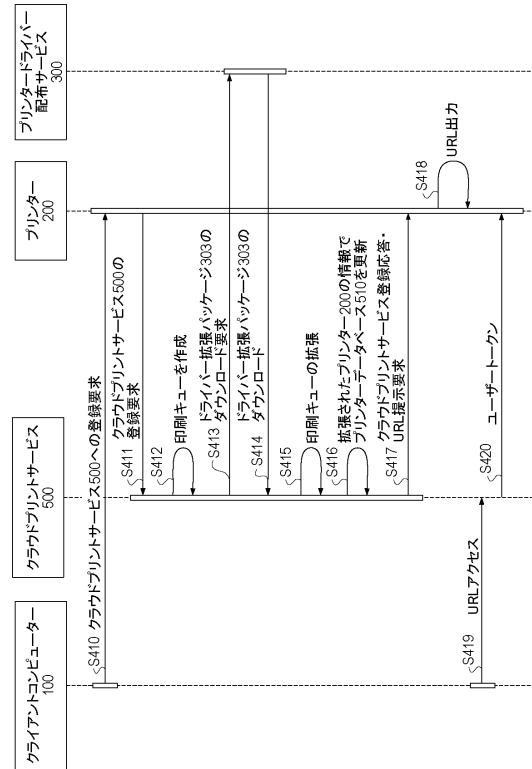 クライアントコンピューター
100
クラウドプリントサービス
500
プリンター
200
プリンタードライバー
配布サービス
300
S410
クラウドプリントサービス500への登録要求
クラウドプリントサービス500の
登録要求
S411
S412
印刷キューを作成
ドライバー拡張パッケージ303の
ダウンロード要求
S413
ドライバー拡張パッケージ303の
ダウンロード
S414
S415
印刷キューの拡張
S416
拡張されたプリンター200の情報で
プリンターデータベース510を更新
クラウドプリントサービス登録応答・
URL提示要求
S417
S418
URL出力
S419
URLアクセス
S420
ユーザートークン